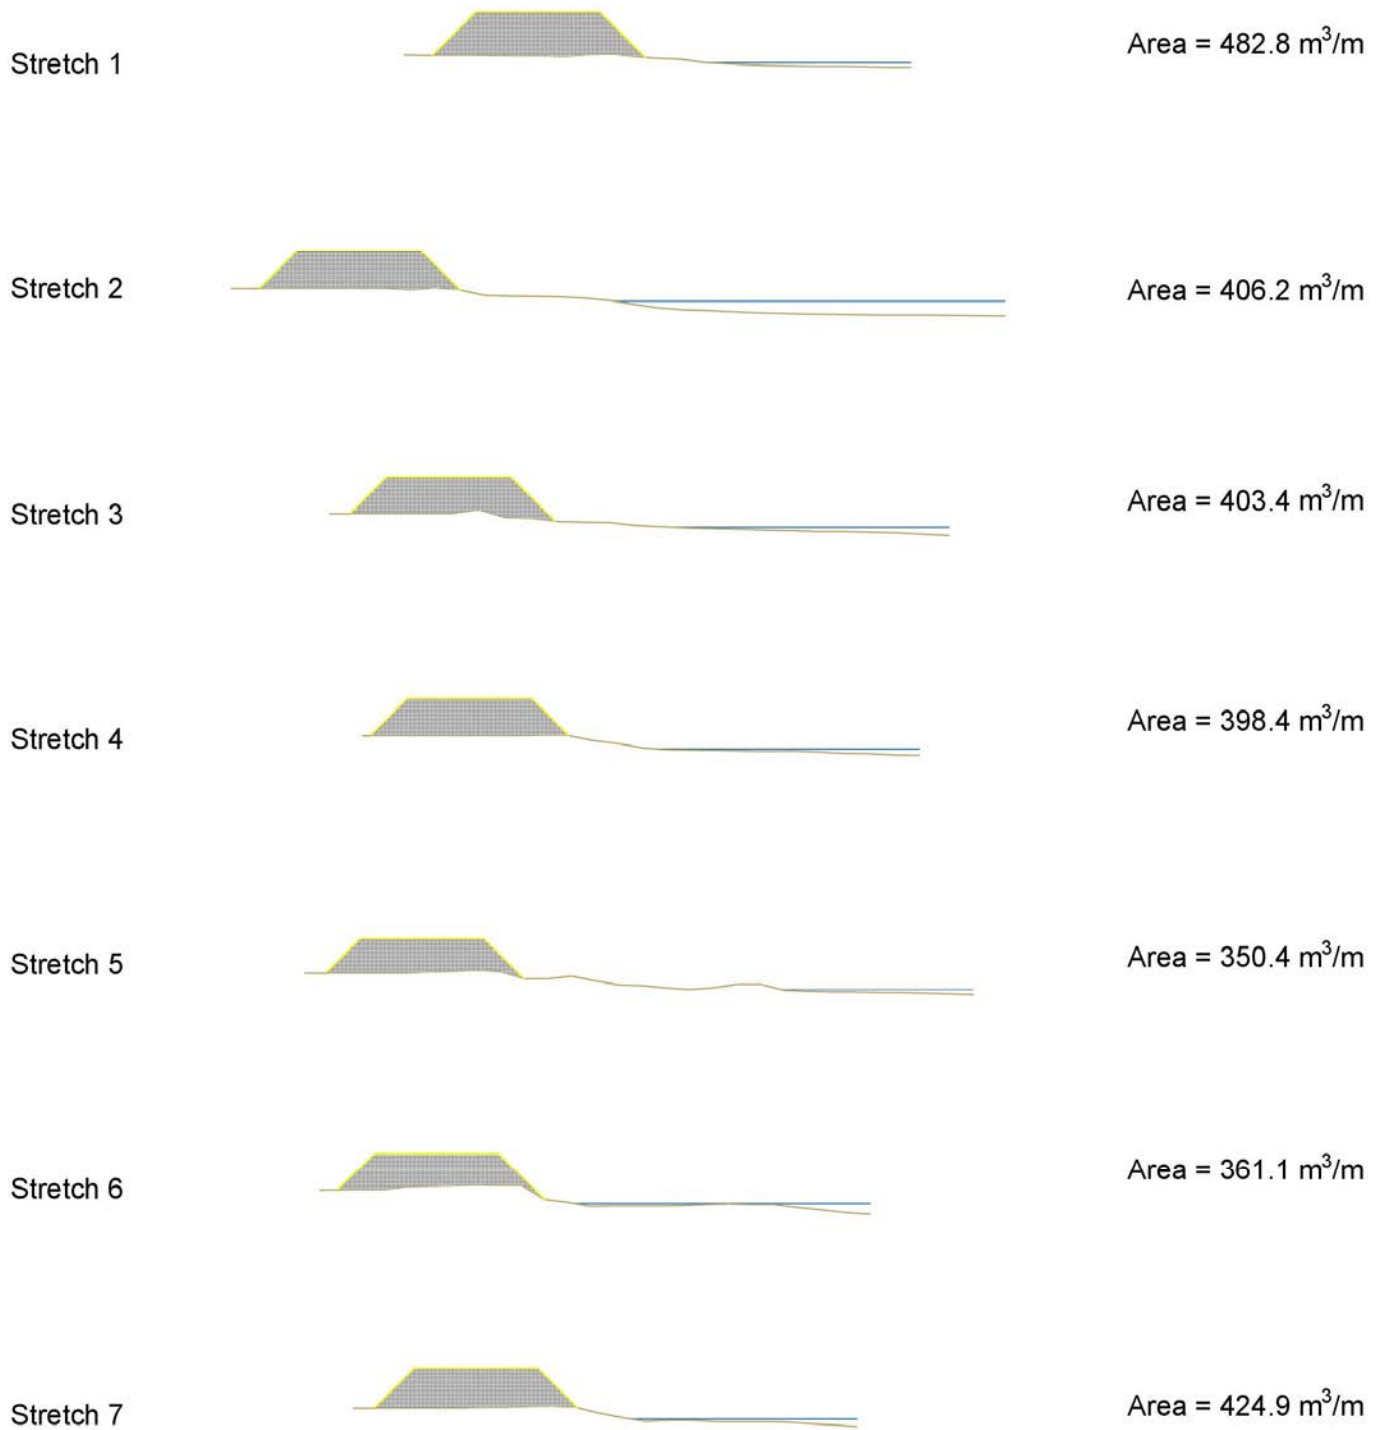 Stretch 1
Area = 482.8 m³/m
Stretch 2
Area = 406.2 m³/m
Stretch 3
Area = 403.4 m³/m
Stretch 4
Area = 398.4 m³/m
Stretch 5
Area = 350.4 m³/m
Stretch 6
Area = 361.1 m³/m
Stretch 7
Area = 424.9 m³/m